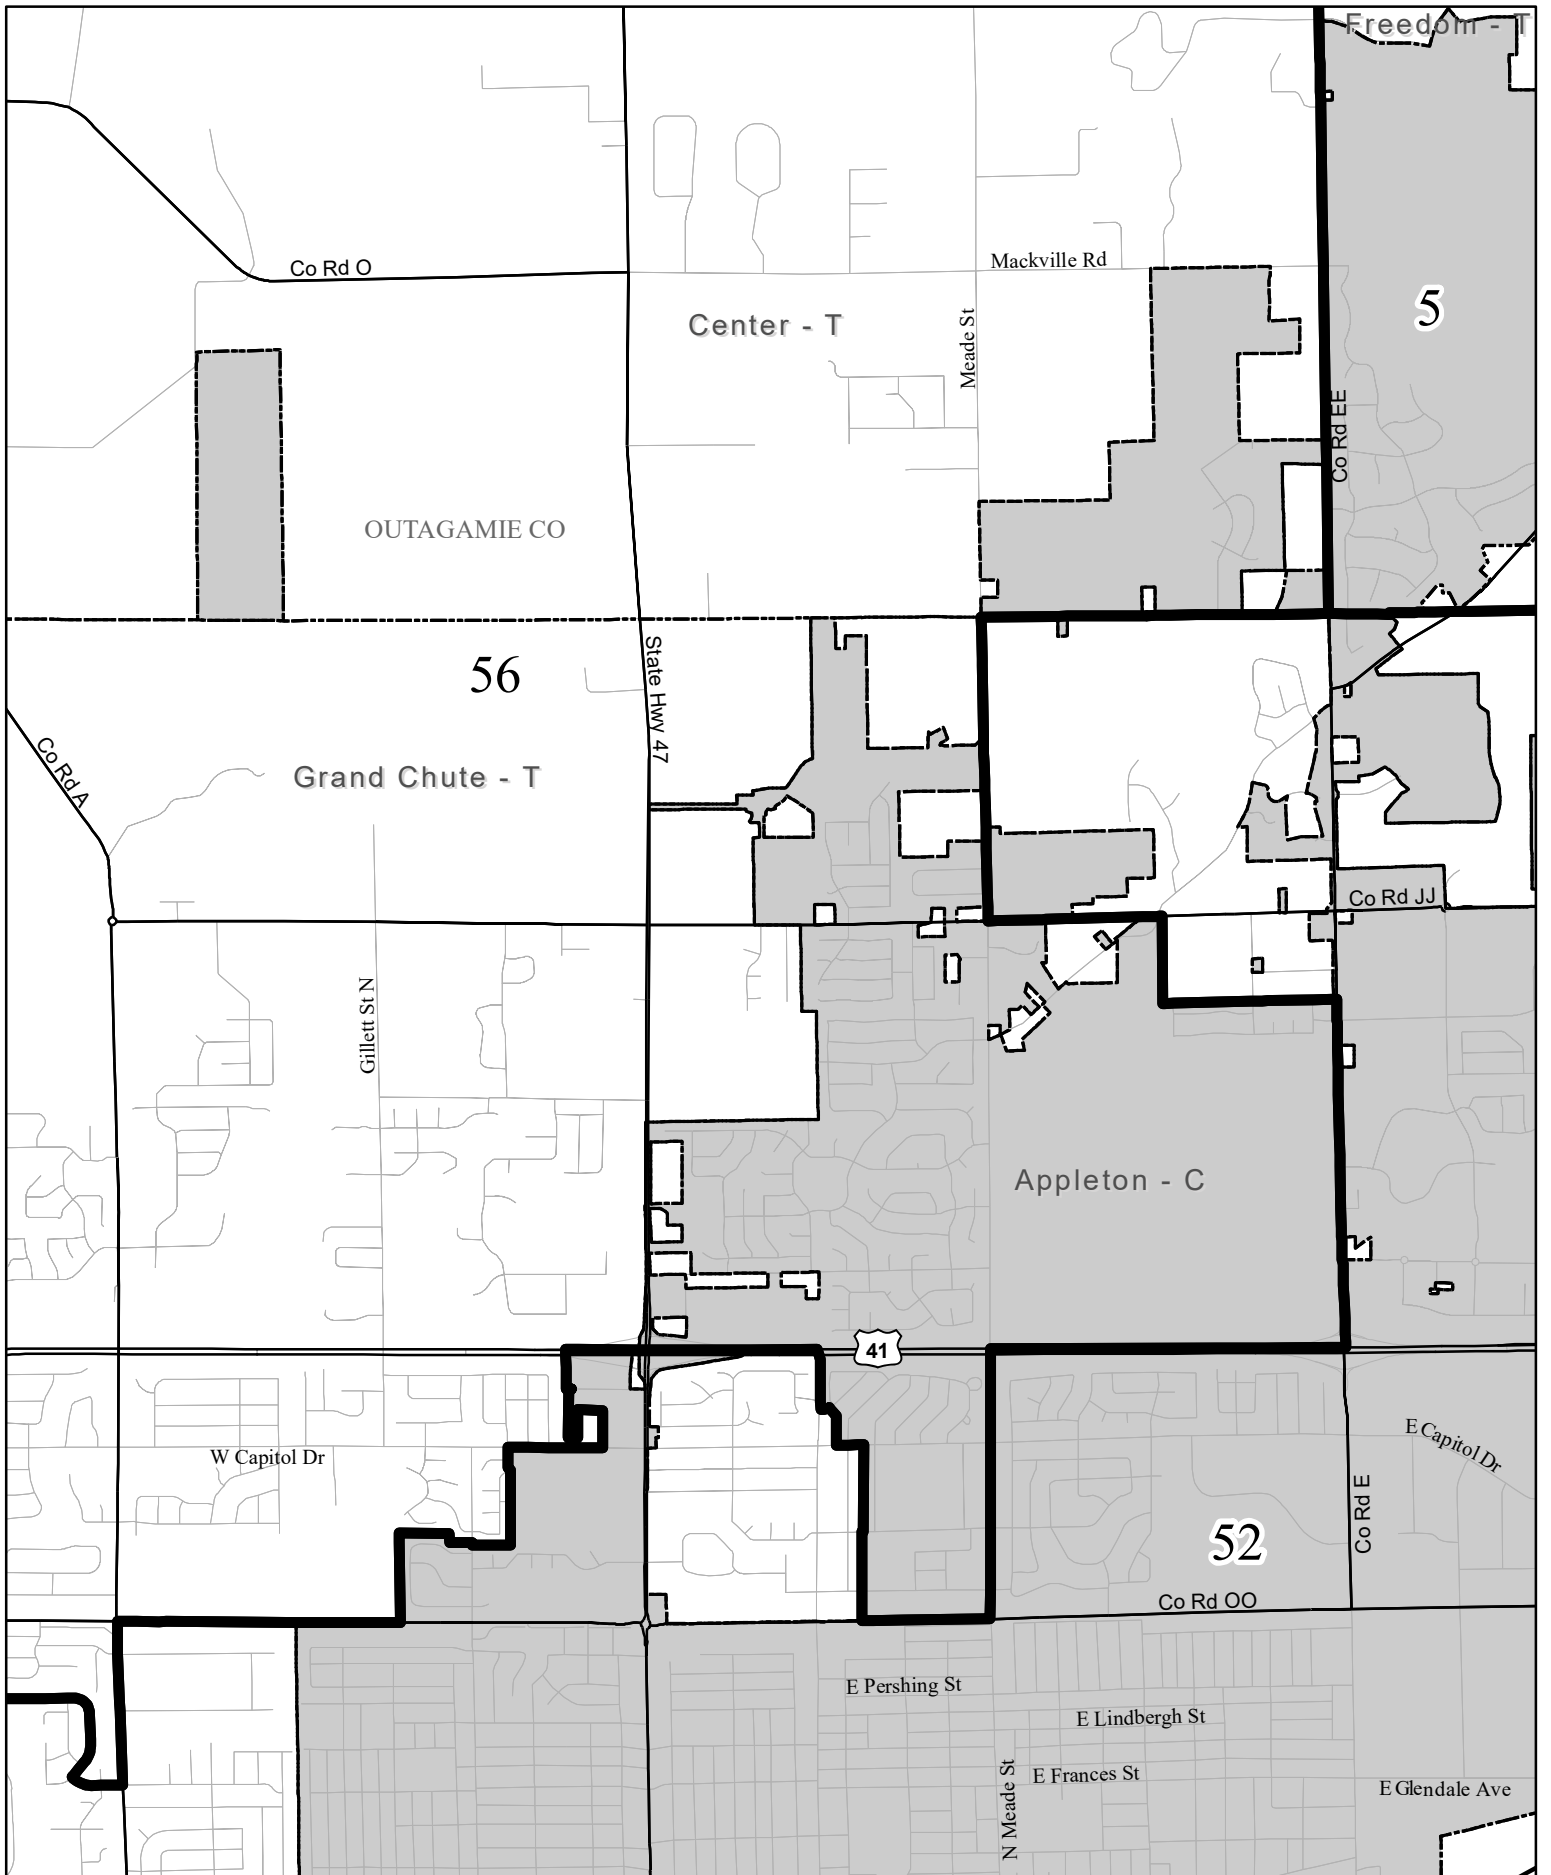 Freedom - T
Co Rd O
Mackville Rd
5
Center - T
Meade St
Co Rd EE
OUTAGAMIE CO
56
State Hwy 47
Co Rd A
Grand Chute - T
Co Rd JJ
Gillett St N
Appleton - C
41
W Capitol Dr
E Capitol Dr
Co Rd E
52
Co Rd OO
E Pershing St
E Lindbergh St
N Meade St
E Frances St
E Glendale Ave